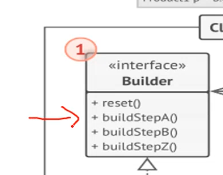 1
«interface»
Builder
+ reset()
+ buildStepA()
+ buildStepB()
+ buildStepZ()